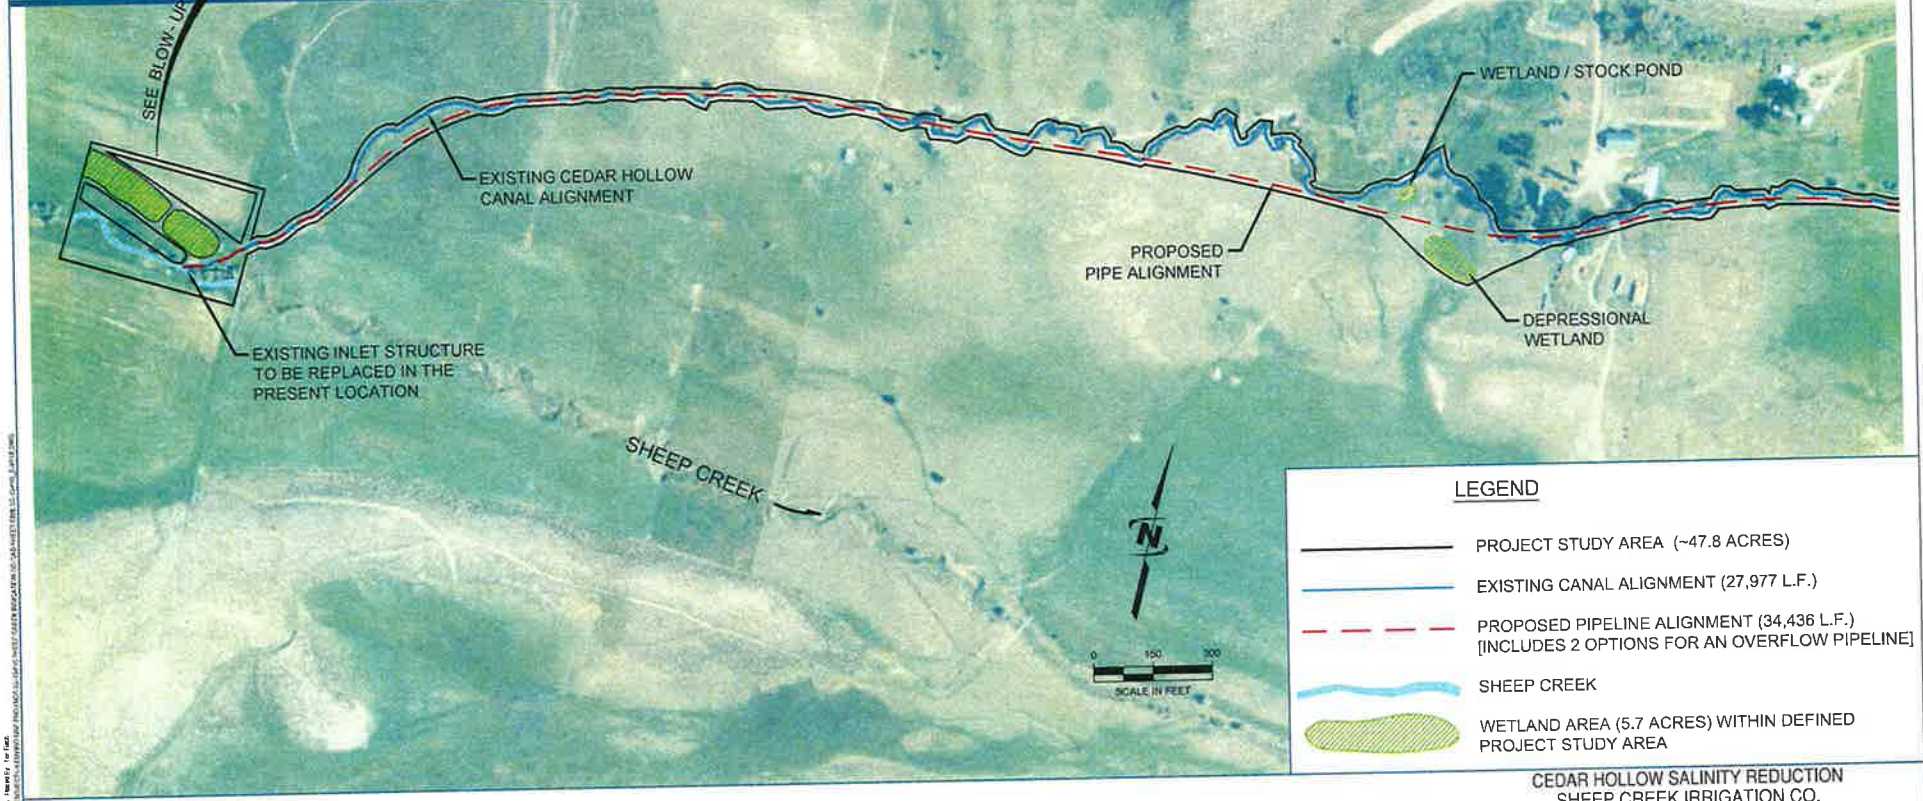 SEE BLOW-UP
WETLAND / STOCK POND
EXISTING CEDAR HOLLOW
CANAL ALIGNMENT
PROPOSED
PIPE ALIGNMENT
DEPRESSIONAL
WETLAND
EXISTING INLET STRUCTURE
TO BE REPLACED IN THE
PRESENT LOCATION
SHEEP CREEK
N
0 150 300
SCALE IN FEET
LEGEND
PROJECT STUDY AREA (~47.8 ACRES)
EXISTING CANAL ALIGNMENT (27,977 L.F.)
PROPOSED PIPELINE ALIGNMENT (34,436 L.F.)
[INCLUDES 2 OPTIONS FOR AN OVERFLOW PIPELINE]
SHEEP CREEK
WETLAND AREA (5.7 ACRES) WITHIN DEFINED
PROJECT STUDY AREA
CEDAR HOLLOW SALINITY REDUCTION
SHEEP CREEK IRRIGATION CO.